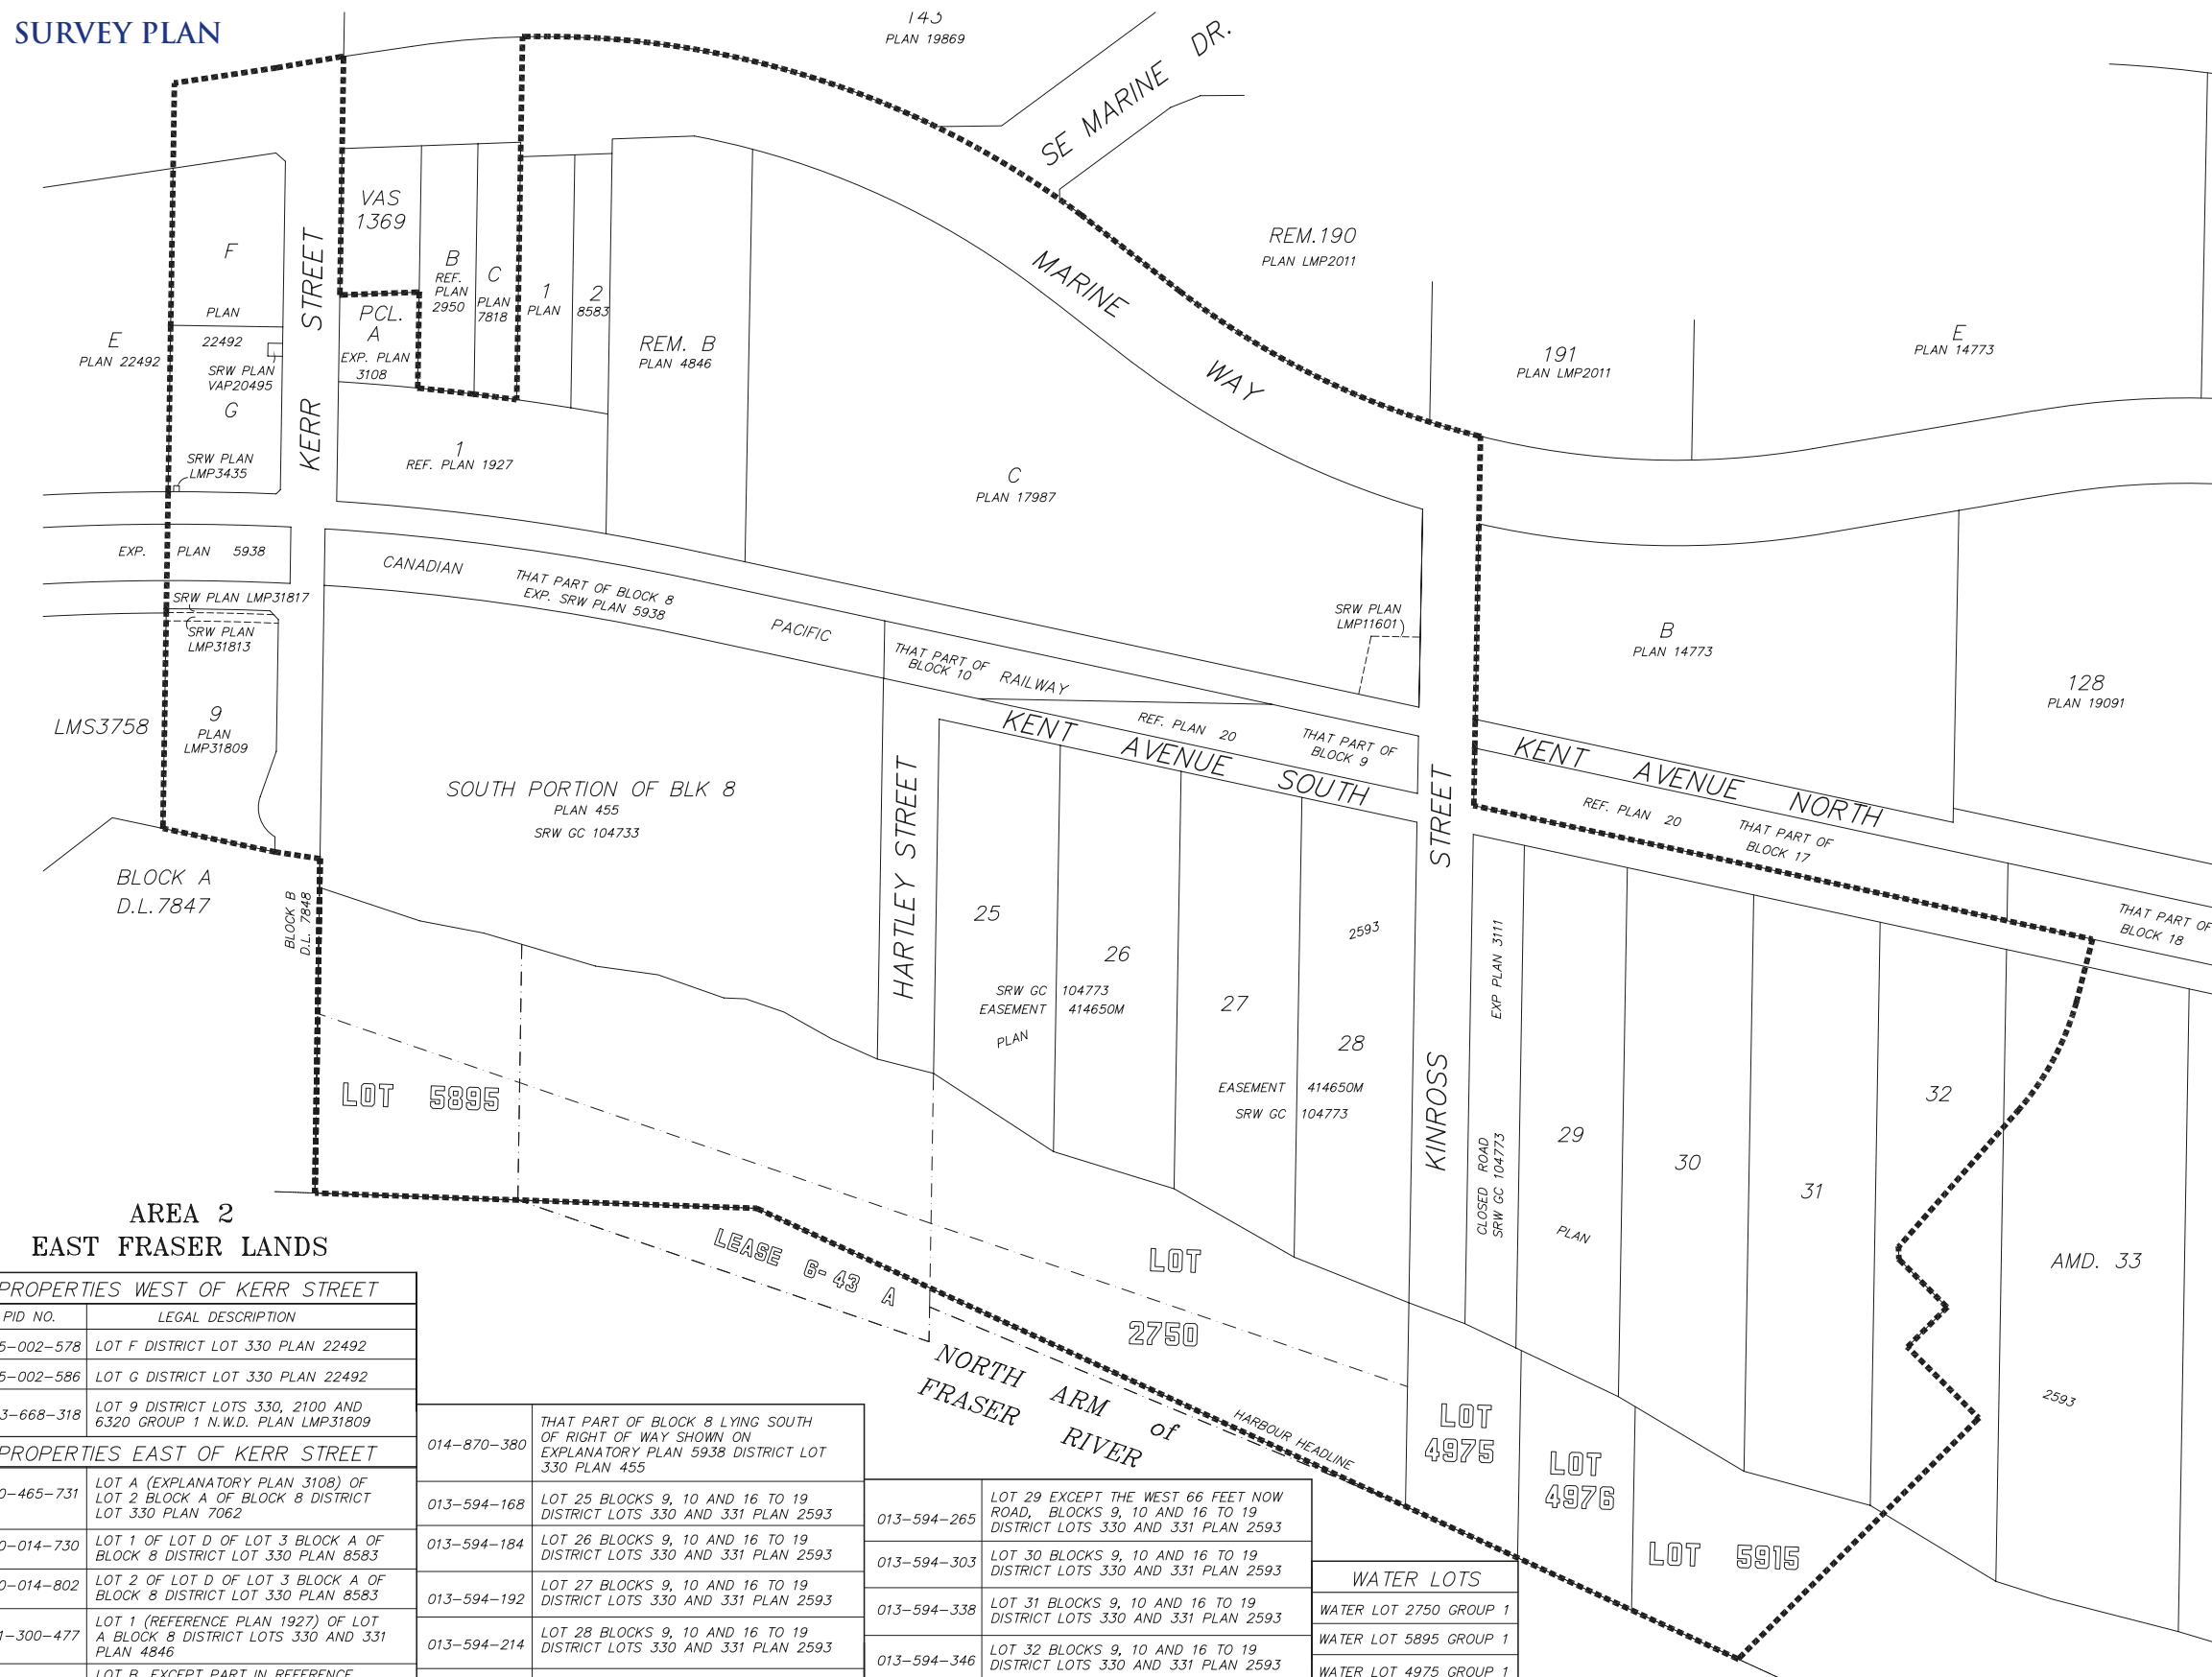 SURVEY PLAN
143
PLAN 19869
SE MARINE DR.
VAS
1369
F
PLAN
22492
SRW PLAN
VAP20495
G
SRW PLAN
LMP3435
E
PLAN 22492
KERR STREET
PCL.
A
EXP. PLAN
3108
B
REF.
PLAN
2950
C
PLAN
7818
1
PLAN
2
8583
REM. B
PLAN 4846
1
REF. PLAN 1927
MARINE WAY
REM.190
PLAN LMP2011
191
PLAN LMP2011
E
PLAN 14773
C
PLAN 17987
EXP. PLAN 5938
SRW PLAN LMP31817
SRW PLAN
LMP31813
9
PLAN
LMP31809
LMS3758
CANADIAN PACIFIC RAILWAY
THAT PART OF BLOCK 8
EXP. SRW PLAN 5938
THAT PART OF
BLOCK 10
SRW PLAN
LMP11601
REF. PLAN 20
THAT PART OF
BLOCK 9
KENT AVENUE SOUTH
B
PLAN 14773
128
PLAN 19091
KENT AVENUE NORTH
REF. PLAN 20
THAT PART OF
BLOCK 17
THAT PART OF
BLOCK 18
SOUTH PORTION OF BLK 8
PLAN 455
SRW GC 104733
BLOCK A
D.L.7847
BLOCK B
D.L. 7848
HARTLEY STREET
25
26
27
28
2593
SRW GC 104773
EASEMENT 414650M
PLAN
EASEMENT 414650M
SRW GC 104773
KINROSS STREET
EXP PLAN 3111
CLOSED ROAD
SRW GC 104773
29
30
31
32
PLAN
AMD. 33
2593
LOT 5895
LEASE 6-43 A
LOT
2750
NORTH ARM of
FRASER RIVER
HARBOUR HEADLINE
LOT
4975
LOT
4976
LOT 5915
AREA 2
EAST FRASER LANDS
PROPERTIES WEST OF KERR STREET
PID NO. LEGAL DESCRIPTION
5-002-578 LOT F DISTRICT LOT 330 PLAN 22492
5-002-586 LOT G DISTRICT LOT 330 PLAN 22492
3-668-318 LOT 9 DISTRICT LOTS 330, 2100 AND
6320 GROUP 1 N.W.D. PLAN LMP31809
PROPERTIES EAST OF KERR STREET
0-465-731 LOT A (EXPLANATORY PLAN 3108) OF
LOT 2 BLOCK A OF BLOCK 8 DISTRICT
LOT 330 PLAN 7062
0-014-730 LOT 1 OF LOT D OF LOT 3 BLOCK A OF
BLOCK 8 DISTRICT LOT 330 PLAN 8583
0-014-802 LOT 2 OF LOT D OF LOT 3 BLOCK A OF
BLOCK 8 DISTRICT LOT 330 PLAN 8583
1-300-477 LOT 1 (REFERENCE PLAN 1927) OF LOT
A BLOCK 8 DISTRICT LOTS 330 AND 331
PLAN 4846
LOT B, EXCEPT PART IN REFERENCE
014-870-380 THAT PART OF BLOCK 8 LYING SOUTH
OF RIGHT OF WAY SHOWN ON
EXPLANATORY PLAN 5938 DISTRICT LOT
330 PLAN 455
013-594-168 LOT 25 BLOCKS 9, 10 AND 16 TO 19
DISTRICT LOTS 330 AND 331 PLAN 2593
013-594-184 LOT 26 BLOCKS 9, 10 AND 16 TO 19
DISTRICT LOTS 330 AND 331 PLAN 2593
013-594-192 LOT 27 BLOCKS 9, 10 AND 16 TO 19
DISTRICT LOTS 330 AND 331 PLAN 2593
013-594-214 LOT 28 BLOCKS 9, 10 AND 16 TO 19
DISTRICT LOTS 330 AND 331 PLAN 2593
013-594-265 LOT 29 EXCEPT THE WEST 66 FEET NOW
ROAD, BLOCKS 9, 10 AND 16 TO 19
DISTRICT LOTS 330 AND 331 PLAN 2593
013-594-303 LOT 30 BLOCKS 9, 10 AND 16 TO 19
DISTRICT LOTS 330 AND 331 PLAN 2593
013-594-338 LOT 31 BLOCKS 9, 10 AND 16 TO 19
DISTRICT LOTS 330 AND 331 PLAN 2593
013-594-346 LOT 32 BLOCKS 9, 10 AND 16 TO 19
DISTRICT LOTS 330 AND 331 PLAN 2593
WATER LOTS
WATER LOT 2750 GROUP 1
WATER LOT 5895 GROUP 1
WATER LOT 4975 GROUP 1